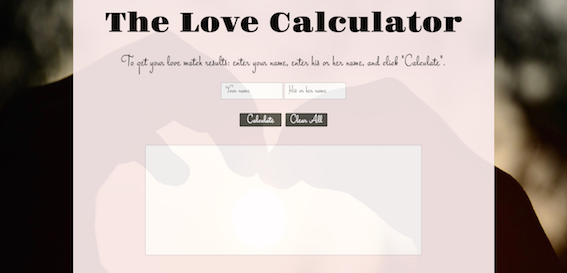 The Love Calculator
To get your love match results: enter your name, enter his or her name, and click "Calculate".
Your name His or her name
Calculate Clear All